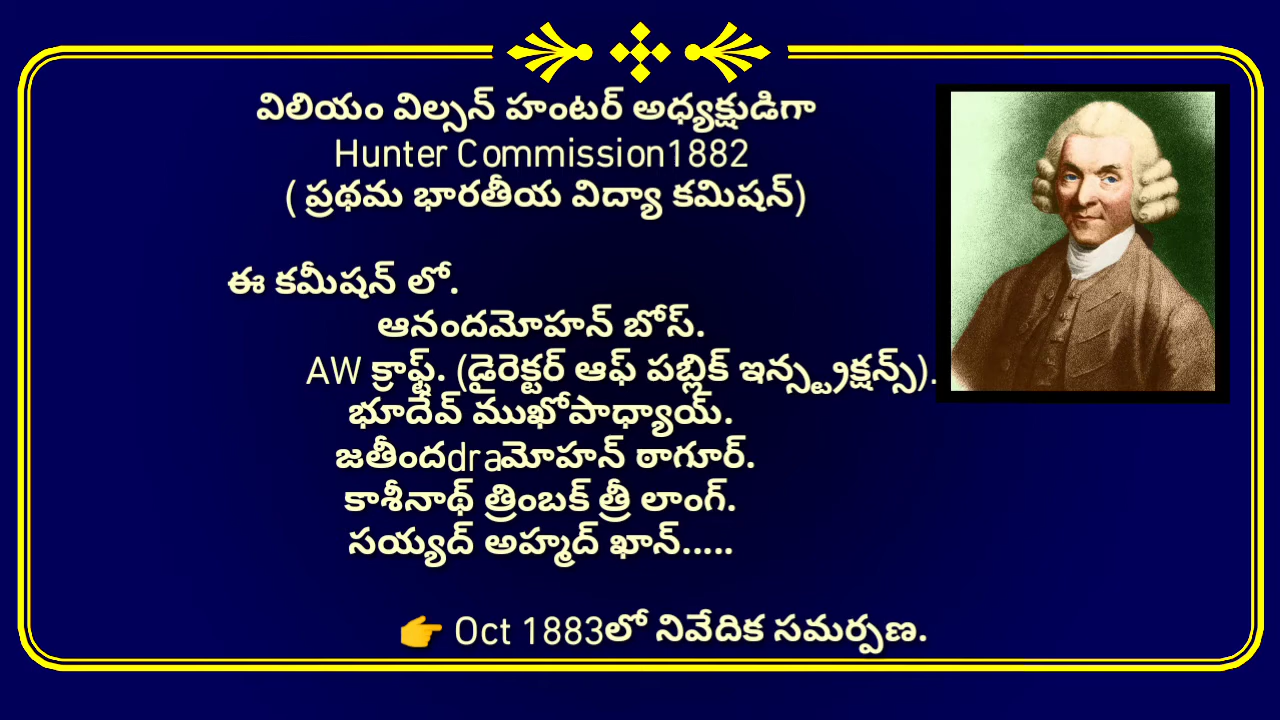 విలియం విల్సన్ హంటర్ అధ్యక్షుడిగా
Hunter Commission1882
( ప్రథమ భారతీయ విద్యా కమిషన్)
ఈ కమీషన్ లో.
ఆనందమోహన్ బోస్.
AW క్రాఫ్ట్. (డైరెక్టర్ ఆఫ్ పబ్లిక్ ఇన్స్ట్రక్షన్స్).
భూదేవ్ ముఖోపాధ్యాయ్.
జతీందdraమోహన్ ఠాగూర్.
కాశీనాథ్ త్రింబక్ త్రీ లాంగ్.
సయ్యద్ అహ్మద్ ఖాన్.....
👉 Oct 1883లో నివేదిక సమర్పణ.